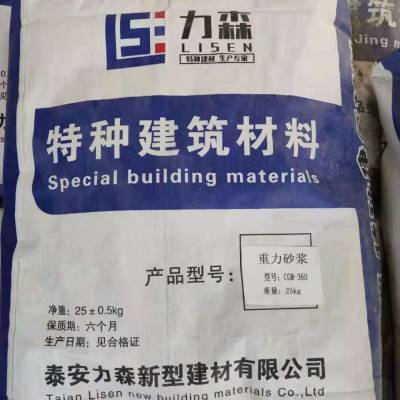 力森
LISEN
特种建材 生产专家
特种建筑材料
Special building materials
产品型号:
重力砂浆
型号: CGM-360
重量: 25kg
净重: 25±0.5kg
保质期: 六个月
生产日期: 见合格证
泰安力森新型建材有限公司
Taian Lisen new building materials Co.,Ltd